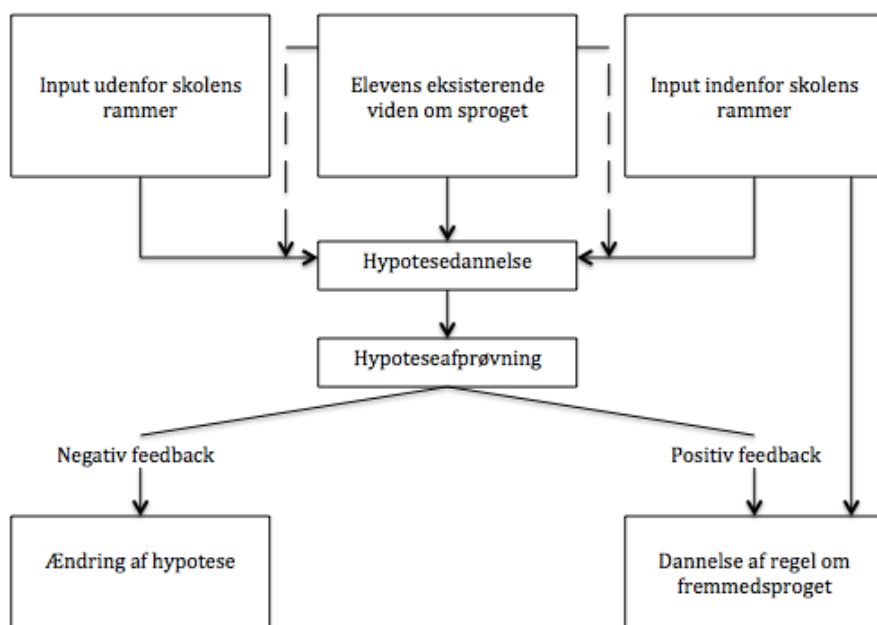 Input udenfor skolens
rammer
Elevens eksisterende
viden om sproget
Input indenfor skolens
rammer
Hypotesedannelse
Hypoteseafprøvning
Negativ feedback
Positiv feedback
Ændring af hypotese
Dannelse af regel om
fremmedsproget